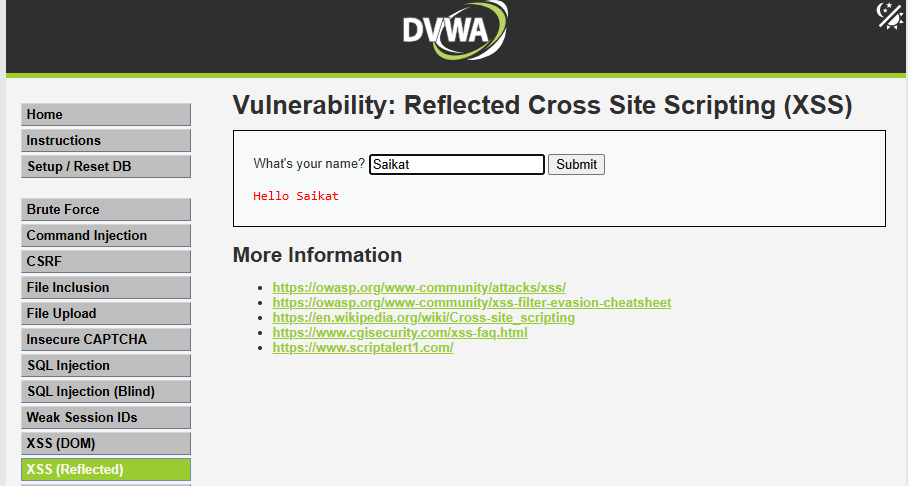 DVWA
Home
Instructions
Setup / Reset DB
Brute Force
Command Injection
CSRF
File Inclusion
File Upload
Insecure CAPTCHA
SQL Injection
SQL Injection (Blind)
Weak Session IDs
XSS (DOM)
XSS (Reflected)
Vulnerability: Reflected Cross Site Scripting (XSS)
What's your name? Saikat Submit
Hello Saikat
More Information
https://owasp.org/www-community/attacks/xss/
https://owasp.org/www-community/xss-filter-evasion-cheatsheet
https://en.wikipedia.org/wiki/Cross-site_scripting
https://www.cgisecurity.com/xss-faq.html
https://www.scriptalert1.com/